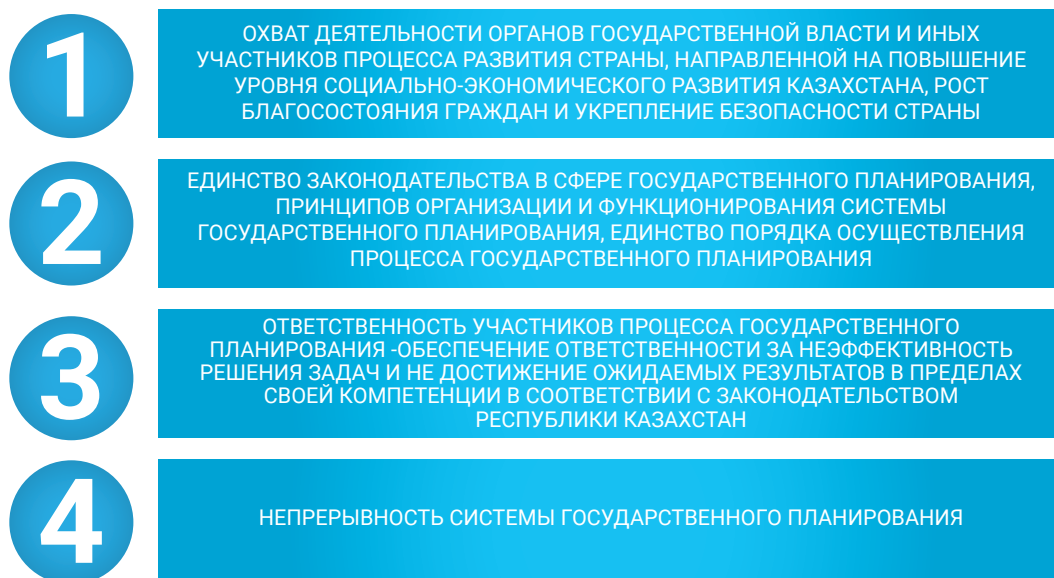 1
ОХВАТ ДЕЯТЕЛЬНОСТИ ОРГАНОВ ГОСУДАРСТВЕННОЙ ВЛАСТИ И ИНЫХ
УЧАСТНИКОВ ПРОЦЕССА РАЗВИТИЯ СТРАНЫ, НАПРАВЛЕННОЙ НА ПОВЫШЕНИЕ
УРОВНЯ СОЦИАЛЬНО-ЭКОНОМИЧЕСКОГО РАЗВИТИЯ КАЗАХСТАНА, РОСТ
БЛАГОСОСТОЯНИЯ ГРАЖДАН И УКРЕПЛЕНИЕ БЕЗОПАСНОСТИ СТРАНЫ
2
ЕДИНСТВО ЗАКОНОДАТЕЛЬСТВА В СФЕРЕ ГОСУДАРСТВЕННОГО ПЛАНИРОВАНИЯ,
ПРИНЦИПОВ ОРГАНИЗАЦИИ И ФУНКЦИОНИРОВАНИЯ СИСТЕМЫ
ГОСУДАРСТВЕННОГО ПЛАНИРОВАНИЯ, ЕДИНСТВО ПОРЯДКА ОСУЩЕСТВЛЕНИЯ
ПРОЦЕССА ГОСУДАРСТВЕННОГО ПЛАНИРОВАНИЯ
3
ОТВЕТСТВЕННОСТЬ УЧАСТНИКОВ ПРОЦЕССА ГОСУДАРСТВЕННОГО
ПЛАНИРОВАНИЯ -ОБЕСПЕЧЕНИЕ ОТВЕТСТВЕННОСТИ ЗА НЕЭФФЕКТИВНОСТЬ
РЕШЕНИЯ ЗАДАЧ И НЕ ДОСТИЖЕНИЕ ОЖИДАЕМЫХ РЕЗУЛЬТАТОВ В ПРЕДЕЛАХ
СВОЕЙ КОМПЕТЕНЦИИ В СООТВЕТСТВИИ С ЗАКОНОДАТЕЛЬСТВОМ
РЕСПУБЛИКИ КАЗАХСТАН
4
НЕПРЕРЫВНОСТЬ СИСТЕМЫ ГОСУДАРСТВЕННОГО ПЛАНИРОВАНИЯ